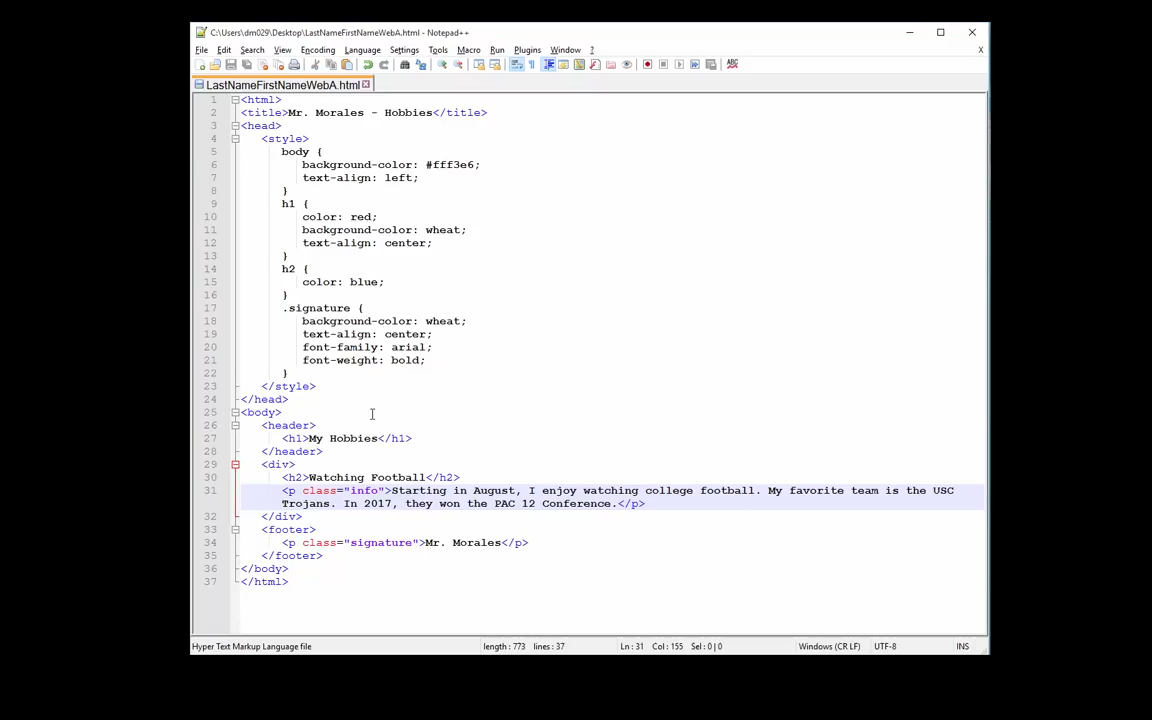 C:\Users\dm029\Desktop\LastNameFirstNameWebA.html - Notepad++
File Edit Search View Encoding Language Settings Tools Macro Run Plugins Window ? X
LastNameFirstNameWebA.html
1 <html>
2 <title>Mr. Morales - Hobbies</title>
3 <head>
4 <style>
5 body {
6 background-color: #fff3e6;
7 text-align: left;
8 }
9 h1 {
10 color: red;
11 background-color: wheat;
12 text-align: center;
13 }
14 h2 {
15 color: blue;
16 }
17 .signature {
18 background-color: wheat;
19 text-align: center;
20 font-family: arial;
21 font-weight: bold;
22 }
23 </style>
24 </head>
25 <body>
26 <header>
27 <h1>My Hobbies</h1>
28 </header>
29 <div>
30 <h2>Watching Football</h2>
31 <p class="info">Starting in August, I enjoy watching college football. My favorite team is the USC
Trojans. In 2017, they won the PAC 12 Conference.</p>
32 </div>
33 <footer>
34 <p class="signature">Mr. Morales</p>
35 </footer>
36 </body>
37 </html>
Hyper Text Markup Language file length : 773 lines : 37 Ln : 31 Col : 155 Sel : 0 | 0 Windows (CR LF) UTF-8 INS